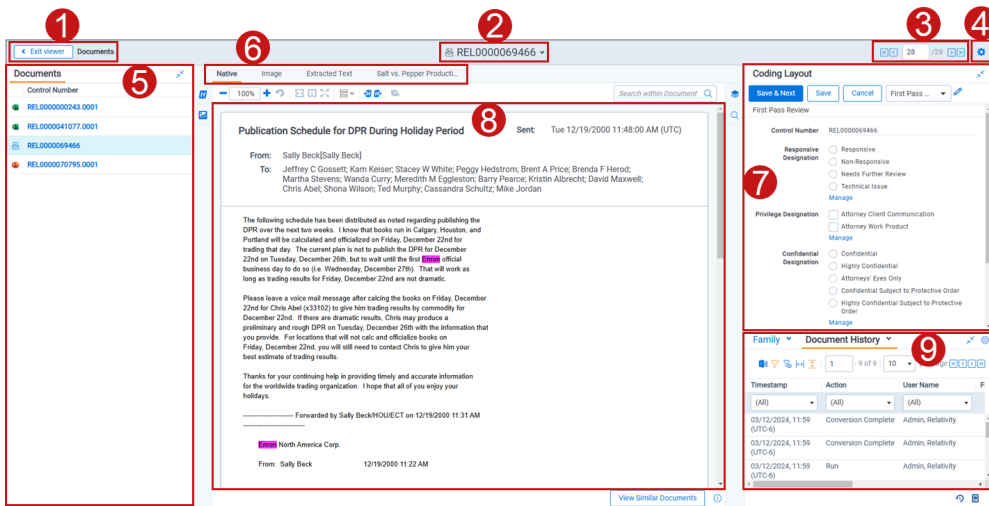 1
2
3
4
Exit viewer
Documents
REL0000069466
28
/29
5
6
Documents
Control Number
REL0000000243.0001
REL0000041077.0001
REL0000069466
REL0000070795.0001
Native
Image
Extracted Text
Salt vs. Pepper Producti...
100%
Search within Document
8
Publication Schedule for DPR During Holiday Period
Sent: Tue 12/19/2000 11:48:00 AM (UTC)
From: Sally Beck[Sally Beck]
To: Jeffrey C Gossett; Kam Keiser; Stacey W White; Peggy Hedstrom; Brent A Price; Brenda F Herod;
Martha Stevens; Wanda Curry; Meredith M Eggleston; Barry Pearce; Kristin Albrecht; David Maxwell;
Chris Abel; Shona Wilson; Ted Murphy; Cassandra Schultz; Mike Jordan
The following schedule has been distributed as noted regarding publishing the
DPR over the next two weeks. I know that books run in Calgary, Houston, and
Portland will be calculated and officialized on Friday, December 22nd for
trading that day. The current plan is not to publish the DPR for December
22nd on Tuesday, December 26th, but to wait until the first Enron official
business day to do so (i.e. Wednesday, December 27th). That will work as
long as trading results for Friday, December 22nd are not dramatic.
Please leave a voice mail message after calcing the books on Friday, December
22nd for Chris Abel (x33102) to give him trading results by commodity for
December 22nd. If there are dramatic results, Chris may produce a
preliminary and rough DPR on Tuesday, December 26th with the information that
you provide. For locations that will not calc and officialize books on
Friday, December 22nd, you will still need to contact Chris to give him your
best estimate of trading results.
Thanks for your continuing help in providing timely and accurate information
for the worldwide trading organization. I hope that all of you enjoy your
holidays.
---------------------- Forwarded by Sally Beck/HOU/ECT on 12/19/2000 11:31 AM
---------------------------
Enron North America Corp.
From: Sally Beck 12/19/2000 11:22 AM
View Similar Documents
Coding Layout
Save & Next
Save
Cancel
First Pass ...
First Pass Review
7
Control Number REL0000069466
Responsive
Designation
Responsive
Non-Responsive
Needs Further Review
Technical Issue
Manage
Privilege Designation
Attorney Client Communication
Attorney Work Product
Manage
Confidential
Designation
Confidential
Highly Confidential
Attorneys' Eyes Only
Confidential Subject to Protective Order
Highly Confidential Subject to Protective
Order
Manage
Family
Document History
9
1
- 9 of 9
10
Timestamp
Action
User Name
(All)
(All)
(All)
03/12/2024, 11:59
(UTC-6)
Conversion Complete
Admin, Relativity
03/12/2024, 11:59
(UTC-6)
Conversion Complete
Admin, Relativity
03/12/2024, 11:59
(UTC-6)
Run
Admin, Relativity